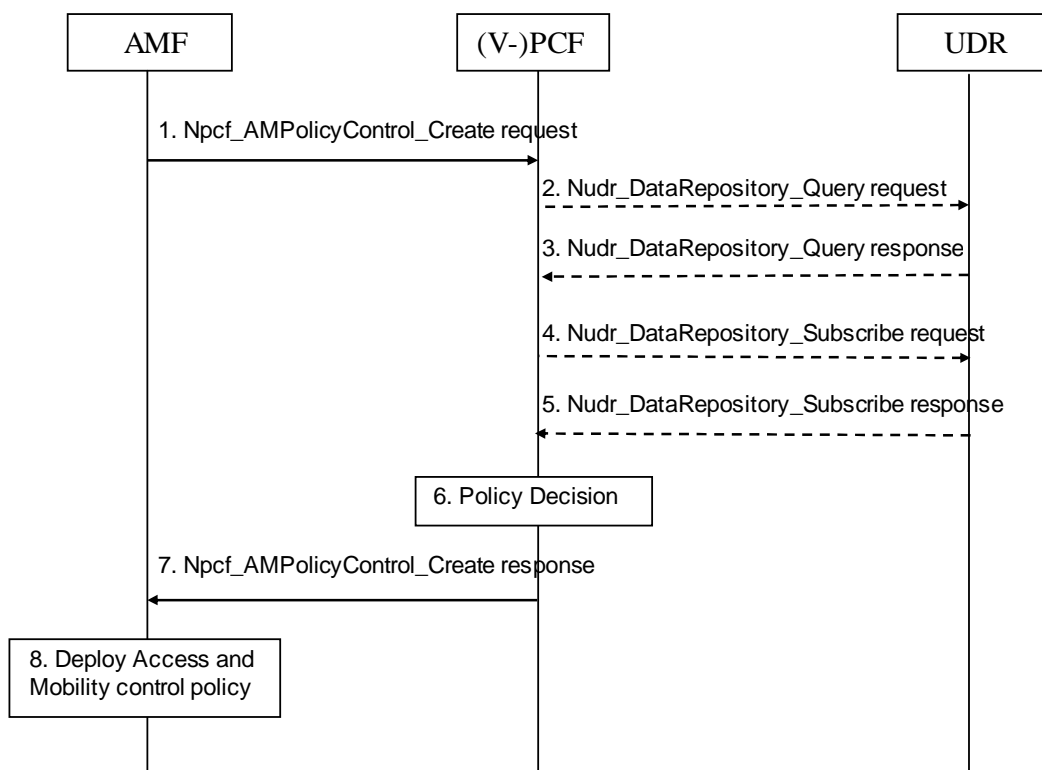 AMF
(V-)PCF
UDR
1. Npcf_AMPolicyControl_Create request
2. Nudr_DataRepository_Query request
3. Nudr_DataRepository_Query response
4. Nudr_DataRepository_Subscribe request
5. Nudr_DataRepository_Subscribe response
6. Policy Decision
7. Npcf_AMPolicyControl_Create response
8. Deploy Access and
Mobility control policy